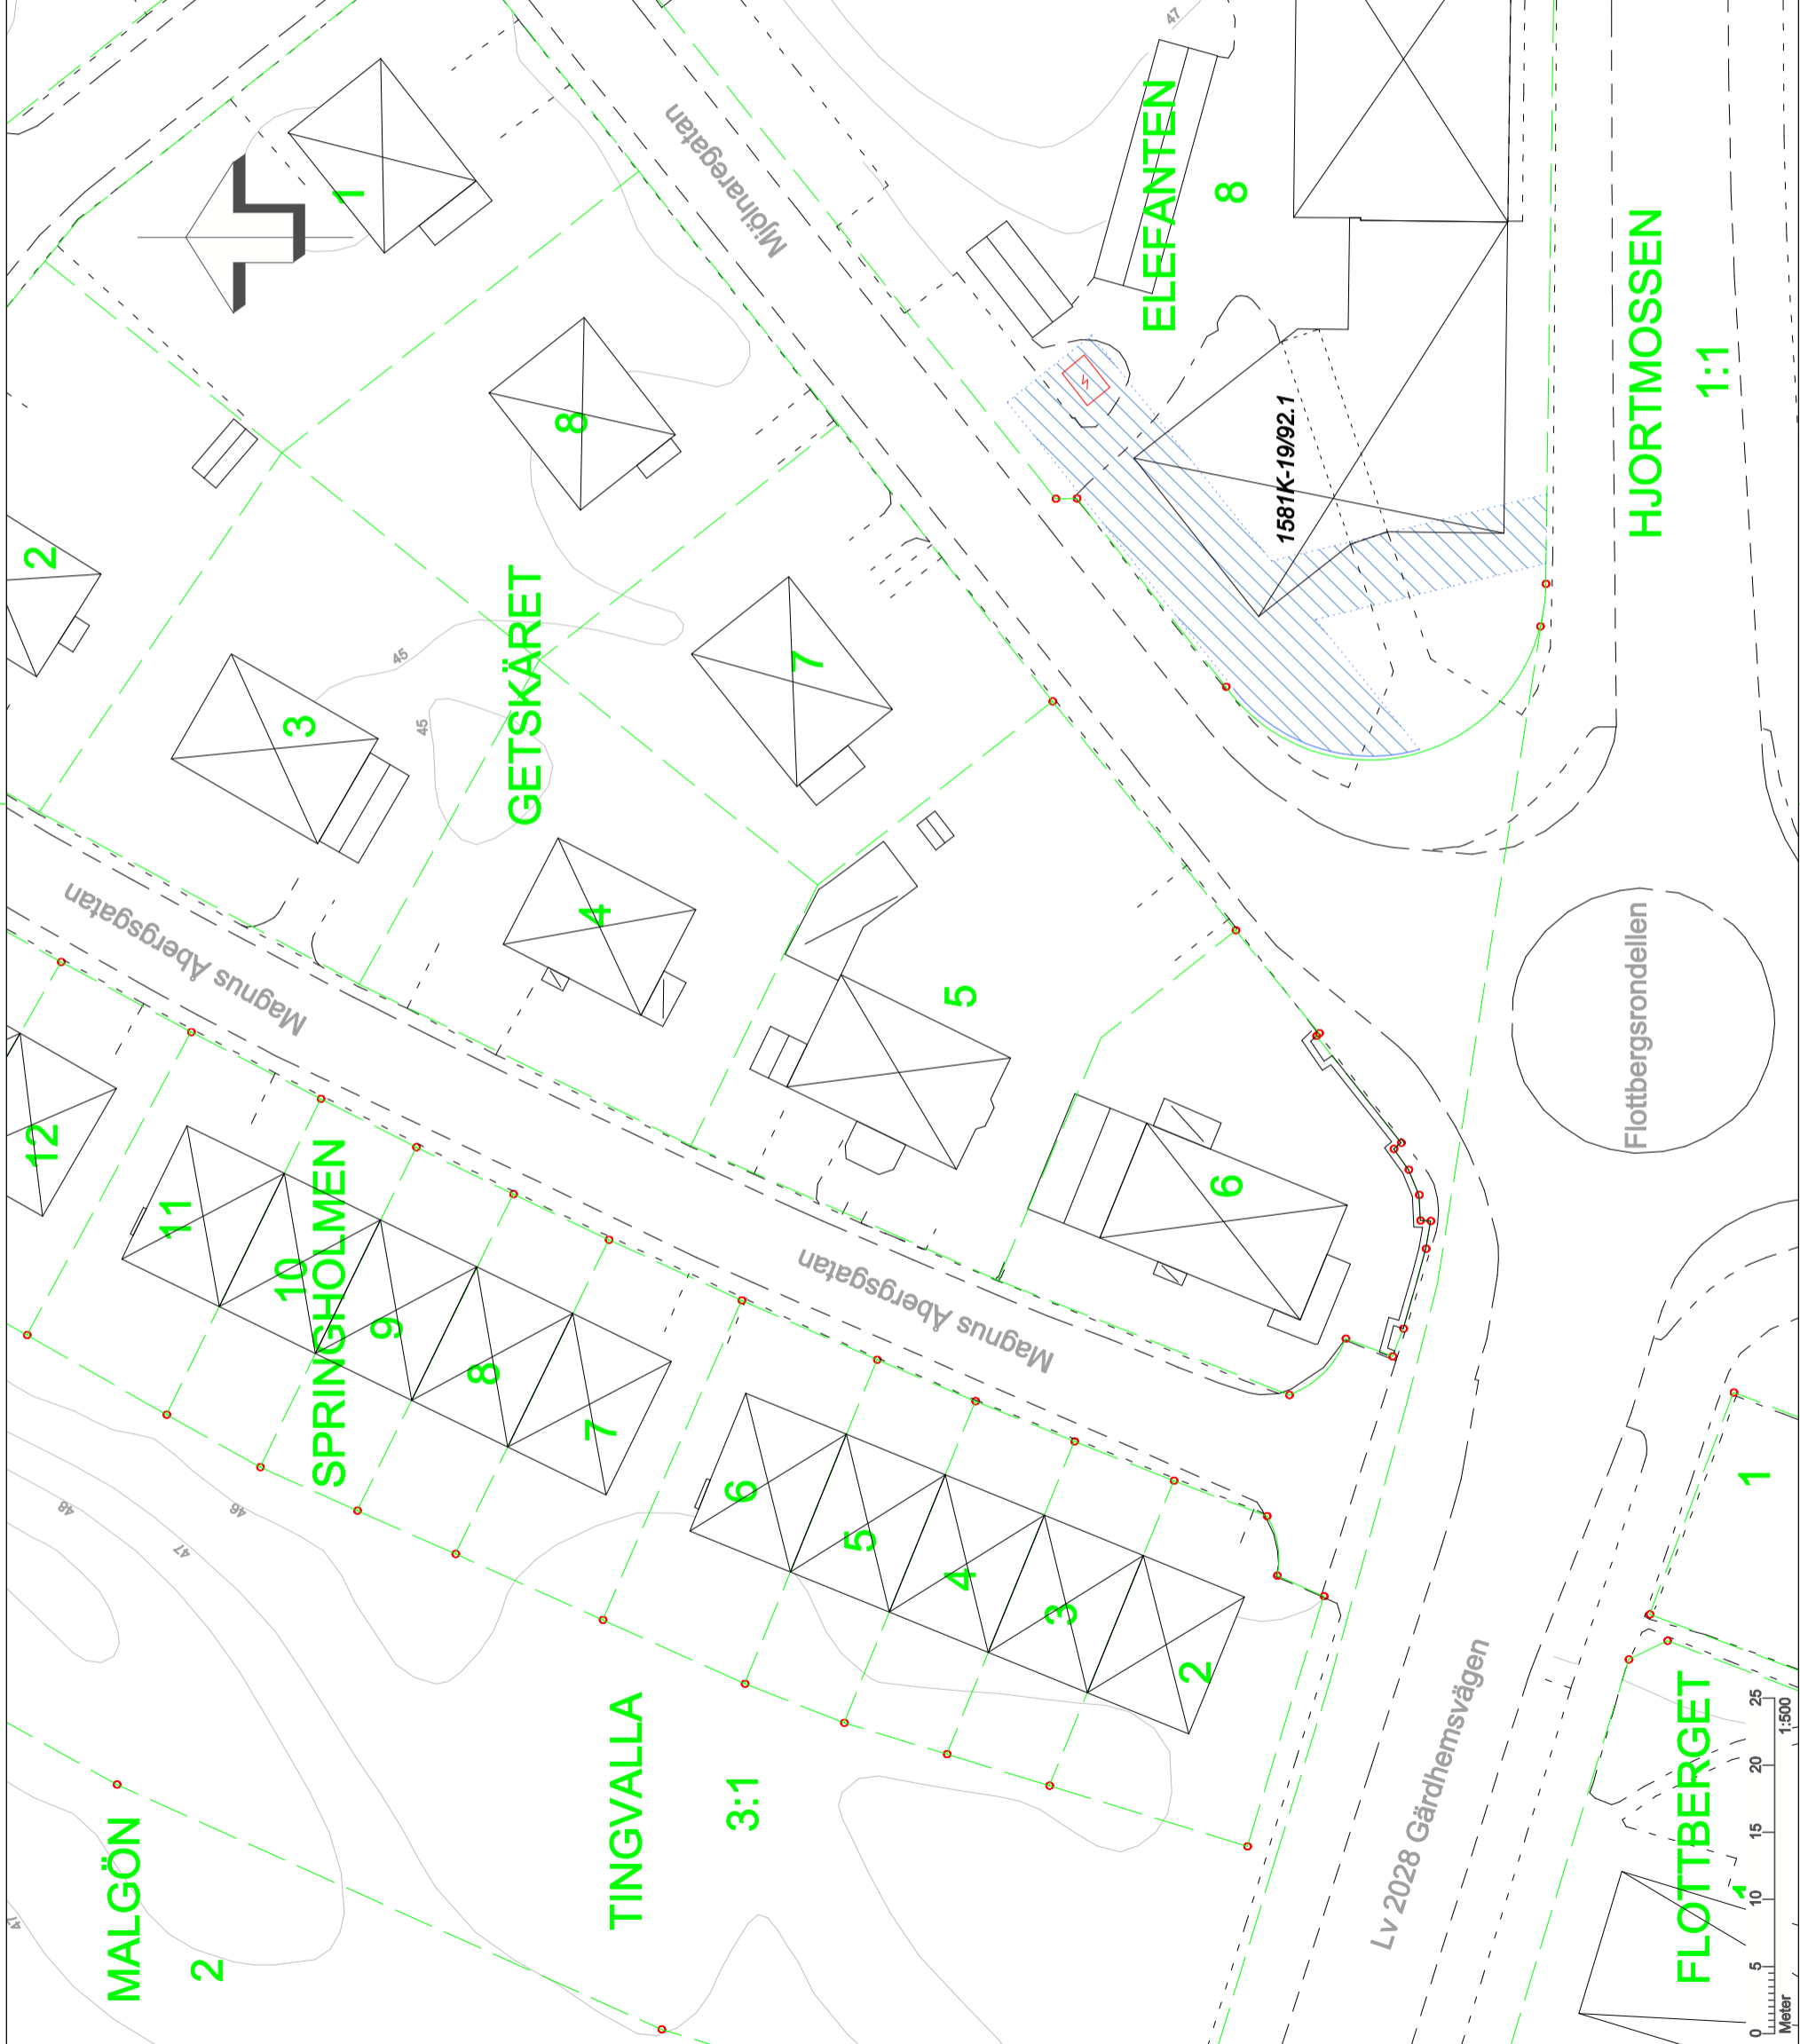 MALGÖN
2
TINGVALLA
3:1
SPRINGHOLMEN
12
11
10
9
8
7
6
5
4
3
2
GETSKÄRET
1
2
3
4
5
6
7
8
ELEFANTEN
8
1581K-19/92.1
HJORTMOSSEN
1:1
FLOTTBERGET
1
1
Magnus Åbergsgatan
Magnus Åbergsgatan
Mjölnaregatan
Flottbergsrondellen
Lv 2028 Gärdhemsvägen
45
45
46
47
48
47
47
0 5 10 15 20 25
Meter
1:500